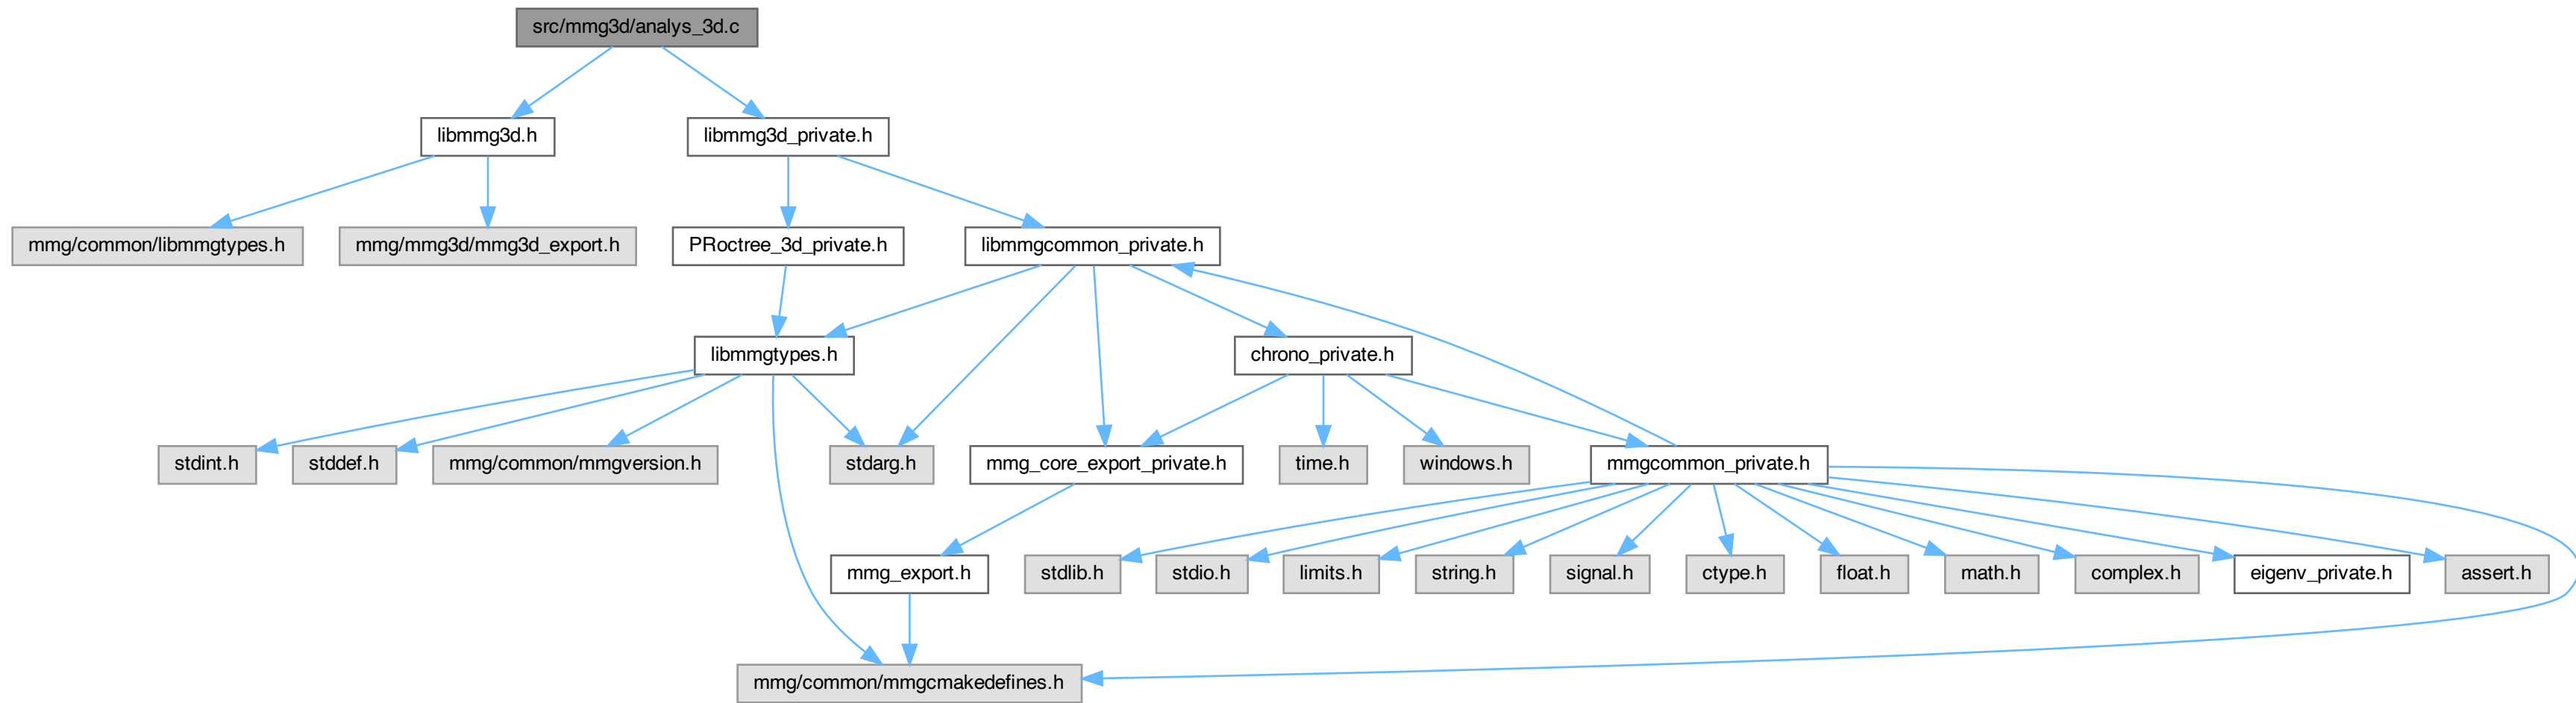 src/mmg3d/analys_3d.c
libmmg3d.h
libmmg3d_private.h
mmg/common/libmmgtypes.h
mmg/mmg3d/mmg3d_export.h
PRoctree_3d_private.h
libmmgcommon_private.h
libmmgtypes.h
chrono_private.h
stdint.h
stddef.h
mmg/common/mmgversion.h
stdarg.h
mmg_core_export_private.h
time.h
windows.h
mmgcommon_private.h
mmg_export.h
stdlib.h
stdio.h
limits.h
string.h
signal.h
ctype.h
float.h
math.h
complex.h
eigenv_private.h
assert.h
mmg/common/mmgcmakedefines.h